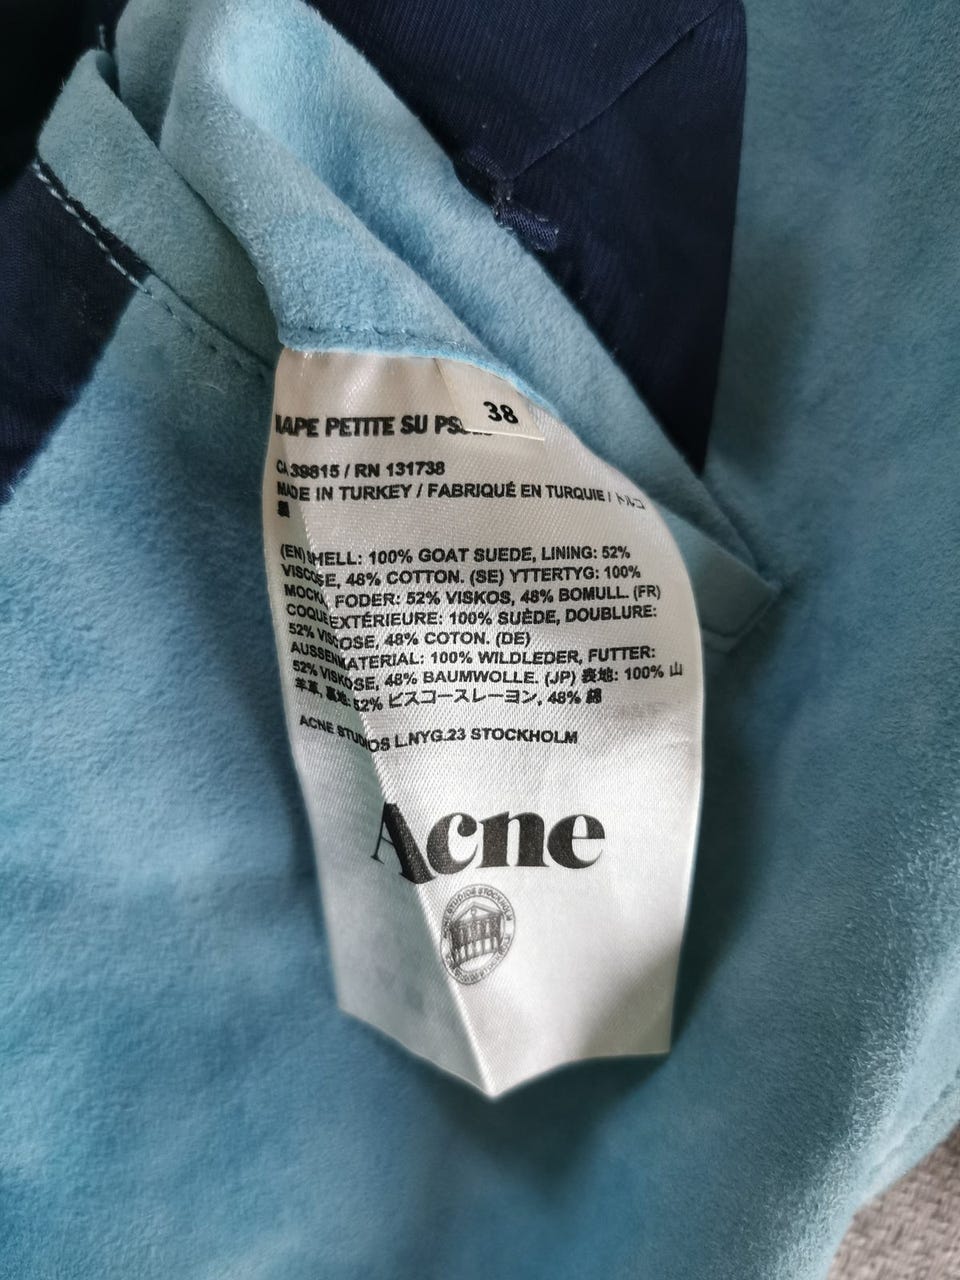 38
PETITE SU
CA 39815 / RN 131738
MADE IN TURKEY / FABRIQUÉ EN TURQUIE / トルコ
製
(EN) SHELL: 100% GOAT SUEDE, LINING: 52%
VISCOSE, 48% COTTON. (SE) YTTERTYG: 100%
MOCKA, FODER: 52% VISKOS, 48% BOMULL. (FR)
COQUE EXTÉRIEURE: 100% SUÈDE, DOUBLURE:
52% VISCOSE, 48% COTON. (DE)
AUSSENMATERIAL: 100% WILDLEDER, FUTTER:
52% VISKOSE, 48% BAUMWOLLE. (JP) 表地: 100% 山
羊革, 裏地: 52% ビスコースレーヨン, 48% 綿
ACNE STUDIOS L.NYG.23 STOCKHOLM
Acne
STUDIOS STOCKHOLM